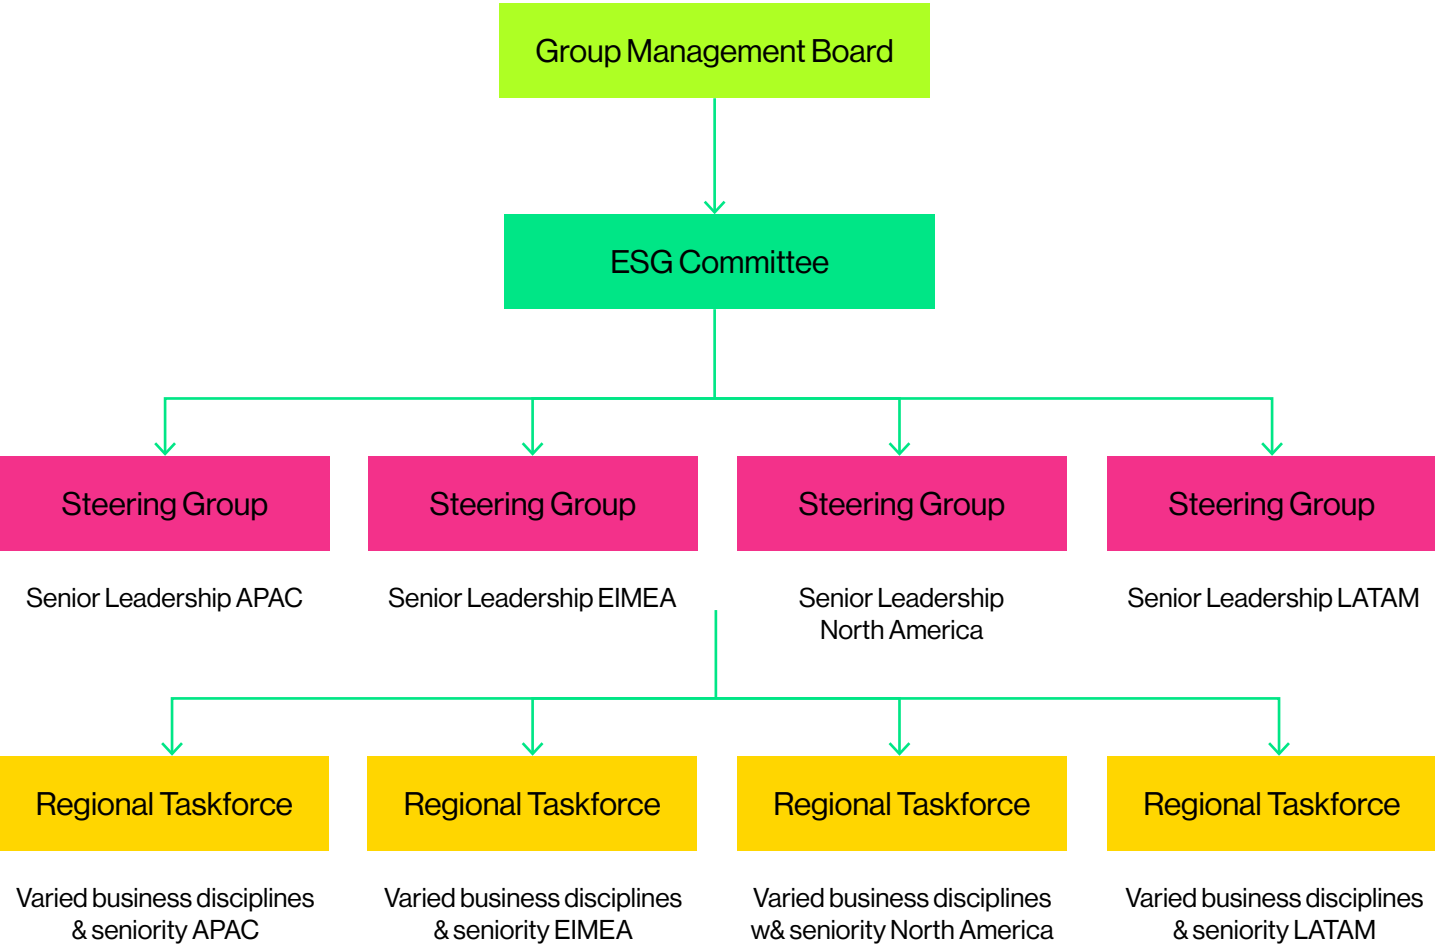 Group Management Board
ESG Committee
Steering Group
Steering Group
Steering Group
Steering Group
Senior Leadership APAC
Senior Leadership EIMEA
Senior Leadership
North America
Senior Leadership LATAM
Regional Taskforce
Regional Taskforce
Regional Taskforce
Regional Taskforce
Varied business disciplines
& seniority APAC
Varied business disciplines
& seniority EIMEA
Varied business disciplines
w& seniority North America
Varied business disciplines
& seniority LATAM